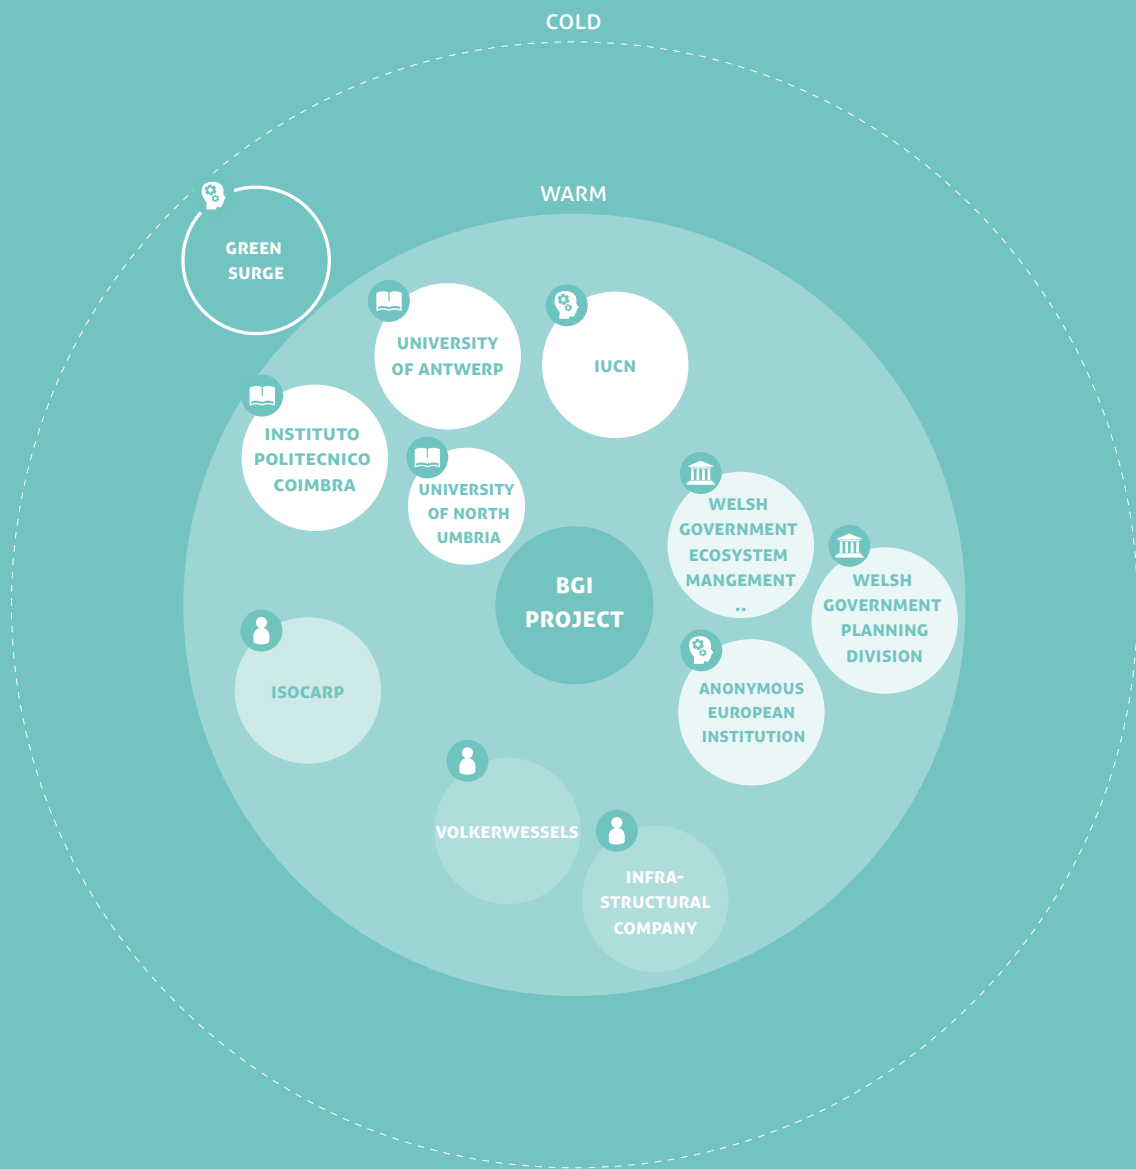 COLD
WARM
GREEN
SURGE
UNIVERSITY
OF ANTWERP
IUCN
INSTITUTO
POLITECNICO
COIMBRA
UNIVERSITY
OF NORTH
UMBRIA
WELSH
GOVERNMENT
ECOSYSTEM
MANGEMENT
..
WELSH
GOVERNMENT
PLANNING
DIVISION
BGI
PROJECT
ISOCARP
ANONYMOUS
EUROPEAN
INSTITUTION
VOLKERWESSELS
INFRA-
STRUCTURAL
COMPANY